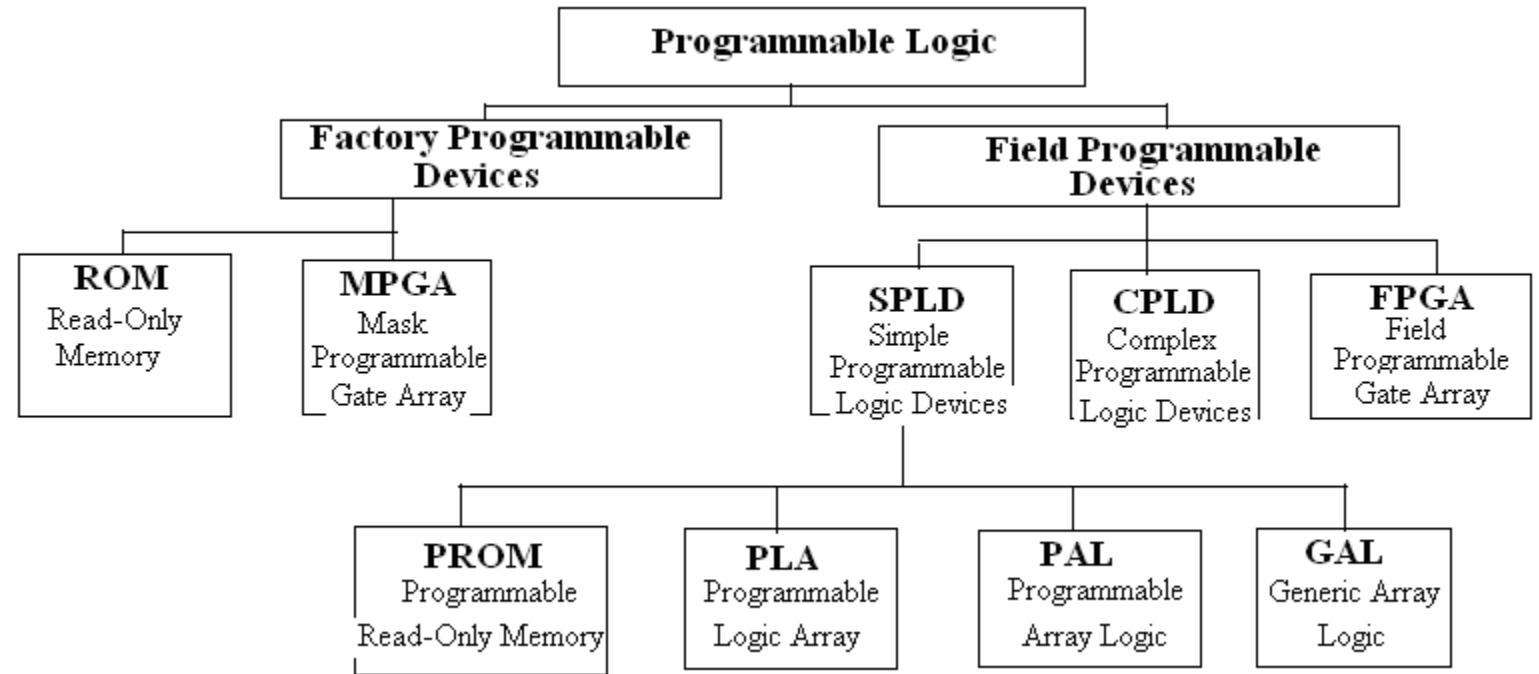 Programmable Logic
Factory Programmable
Devices
Field Programmable
Devices
ROM
Read-Only
Memory
MPGA
Mask
Programmable
Gate Array
SPLD
Simple
Programmable
Logic Devices
CPLD
Complex
Programmable
Logic Devices
FPGA
Field
Programmable
Gate Array
PROM
Programmable
Read-Only Memory
PLA
Programmable
Logic Array
PAL
Programmable
Array Logic
GAL
Generic Array
Logic